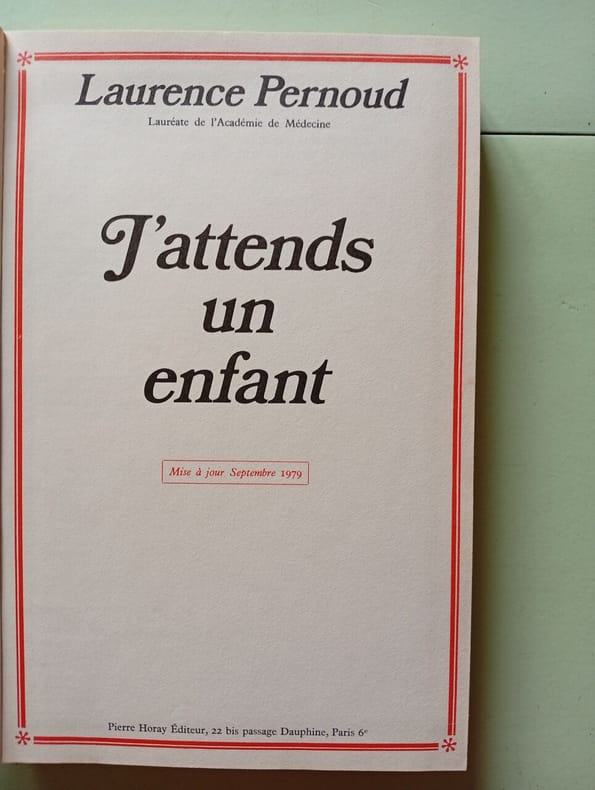 Laurence Pernoud
Lauréate de l'Académie de Médecine
J'attends
un
enfant
Mise à jour Septembre 1979
Pierre Horay Éditeur, 22 bis passage Dauphine, Paris 6e